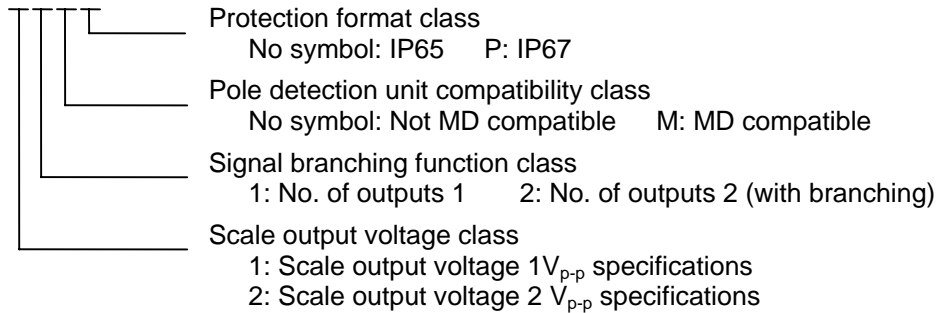 Protection format class
No symbol: IP65 P: IP67
Pole detection unit compatibility class
No symbol: Not MD compatible M: MD compatible
Signal branching function class
1: No. of outputs 1 2: No. of outputs 2 (with branching)
Scale output voltage class
1: Scale output voltage 1Vp-p specifications
2: Scale output voltage 2 Vp-p specifications